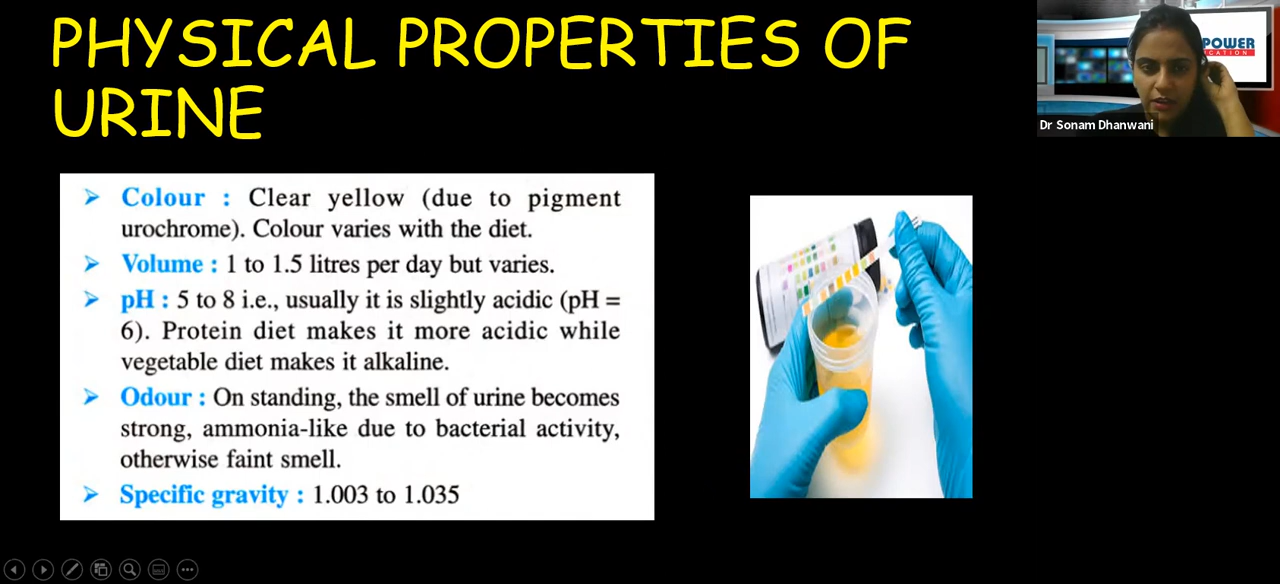 PHYSICAL PROPERTIES OF
URINE
POWER
Dr Sonam Dhanwani
➢ Colour : Clear yellow (due to pigment
urochrome). Colour varies with the diet.
➢ Volume : 1 to 1.5 litres per day but varies.
➢ pH : 5 to 8 i.e., usually it is slightly acidic (pH =
6). Protein diet makes it more acidic while
vegetable diet makes it alkaline.
➢ Odour : On standing, the smell of urine becomes
strong, ammonia-like due to bacterial activity,
otherwise faint smell.
➢ Specific gravity : 1.003 to 1.035